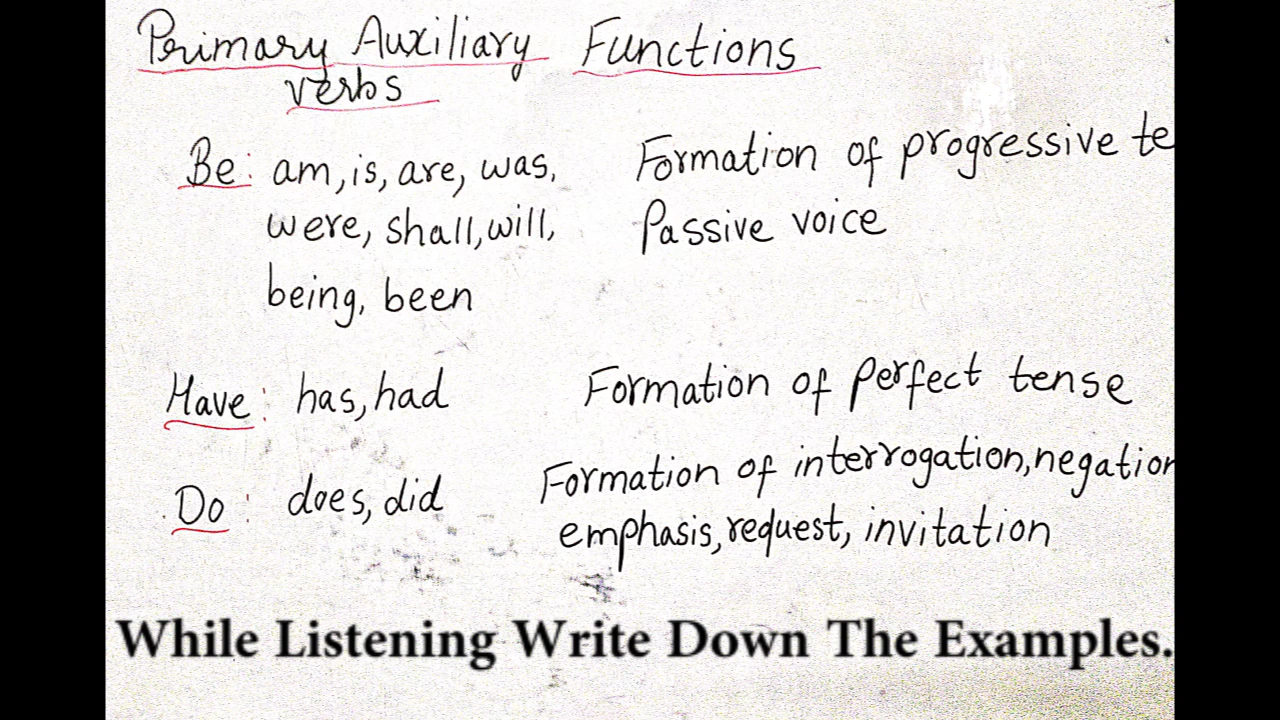 Primary Auxiliary Functions
verbs
Be: am, is, are, was, Formation of progressive te
were, shall, will, Passive voice
being, been
Have: has, had Formation of perfect tense
Do: does, did Formation of interrogation, negation
emphasis, request, invitation
While Listening Write Down The Examples.